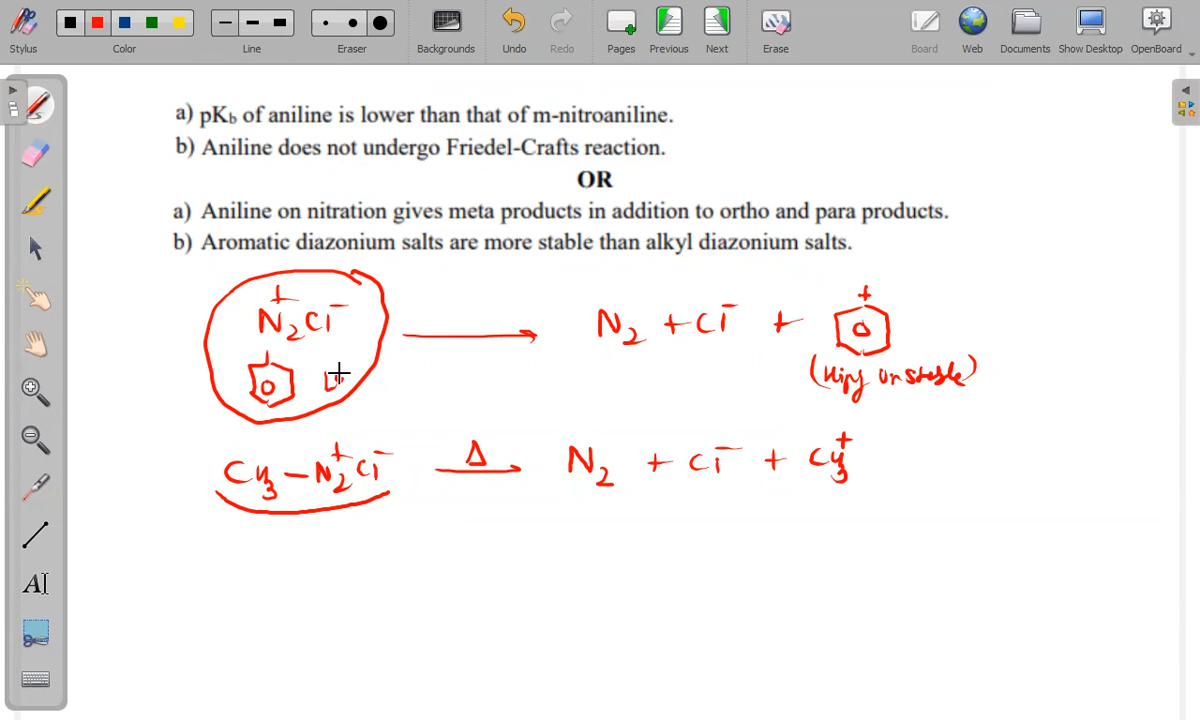 Stylus Color Line Eraser Backgrounds Undo Redo Pages Previous Next Erase Board Web Documents Show Desktop OpenBoard
a) pKb of aniline is lower than that of m-nitroaniline.
b) Aniline does not undergo Friedel-Crafts reaction.
OR
a) Aniline on nitration gives meta products in addition to ortho and para products.
b) Aromatic diazonium salts are more stable than alkyl diazonium salts.
N₂⁺Cl⁻ → N₂ + Cl⁻ + +
(Highly unstable)
CH₃–N₂⁺Cl⁻ Δ→ N₂ + Cl⁻ + CH₃⁺
AI